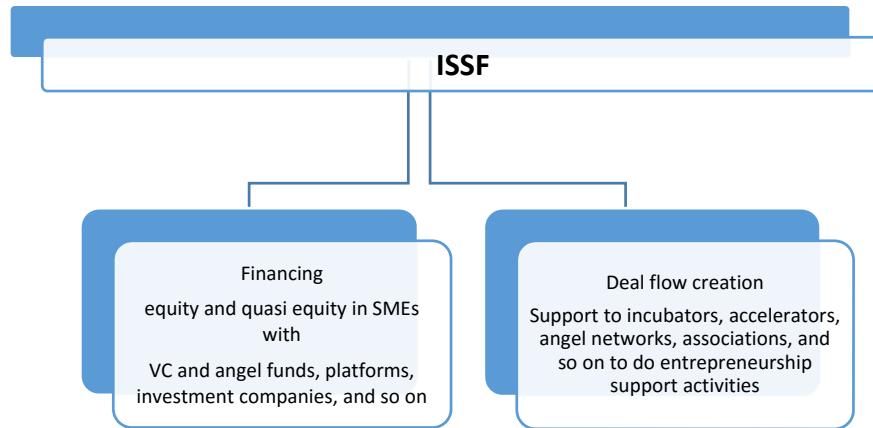 ISSF
Financing
equity and quasi equity in SMEs
with
VC and angel funds, platforms,
investment companies, and so on
Deal flow creation
Support to incubators, accelerators,
angel networks, associations, and
so on to do entrepreneurship
support activities